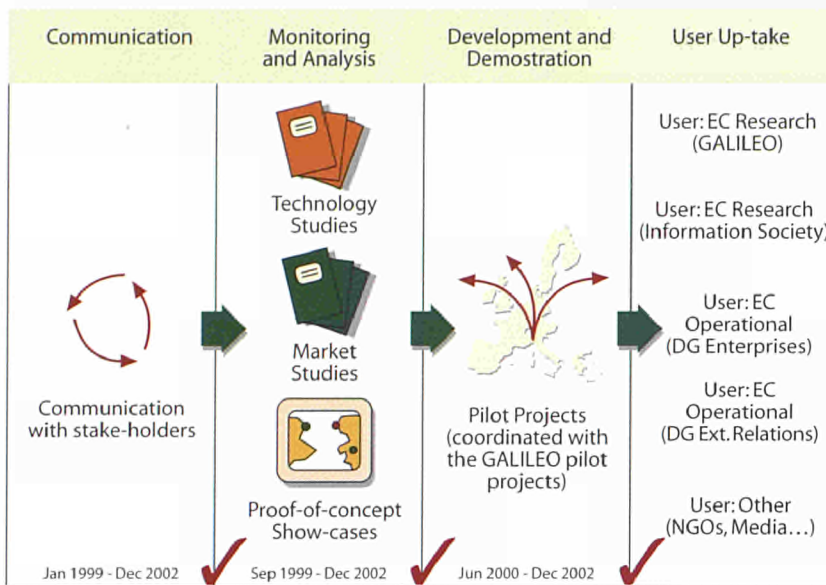 Communication
Monitoring
and Analysis
Development and
Demostration
User Up-take
Communication
with stake-holders
Jan 1999 - Dec 2002
Technology
Studies
Market
Studies
Proof-of-concept
Show-cases
Sep 1999 - Dec 2002
Pilot Projects
(coordinated with
the GALILEO pilot
projects)
Jun 2000 - Dec 2002
User: EC Research
(GALILEO)
User: EC Research
(Information Society)
User: EC
Operational
(DG Enterprises)
User: EC
Operational
(DG Ext. Relations)
User: Other
(NGOs, Media...)